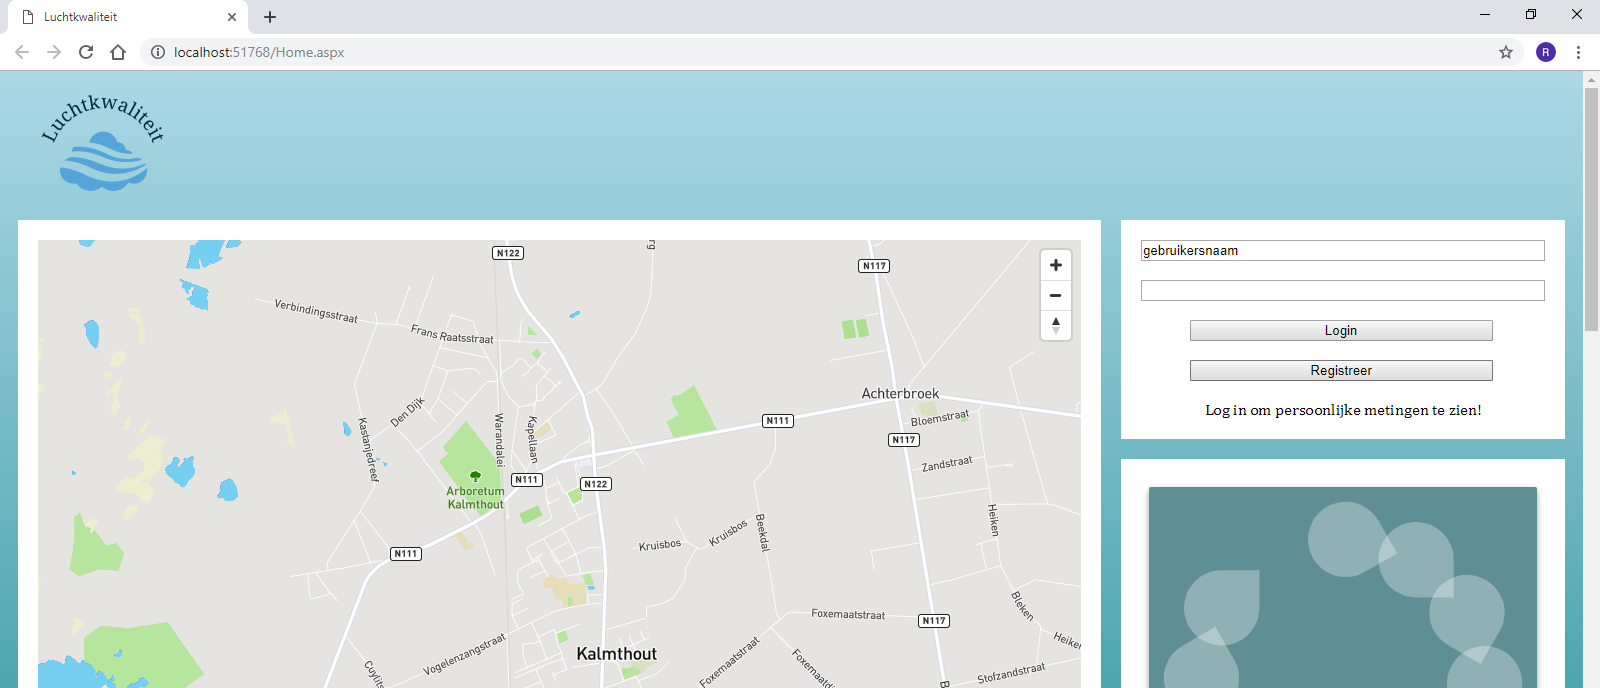 Luchtkwaliteit
localhost:51768/Home.aspx
R
Luchtkwaliteit
gebruikersnaam
Login
Registreer
Log in om persoonlijke metingen te zien!
N122
N117
Verbindingsstraat
Frans Raatsstraat
Achterbroek
Den Dijk
Bloemstraat
N111
Kastanjedreef
Warandalei
Kapellaan
N117
Zandstraat
N111
N122
Arboretum
Kalmthout
Heiken
Beekdal
Kruisbos
Kruisbos
N111
Bleken
Foxemaatstraat
N117
Heiken
Vogelenzangstraat
Kalmthout
Foxemaatstraat
Stofzandstraat